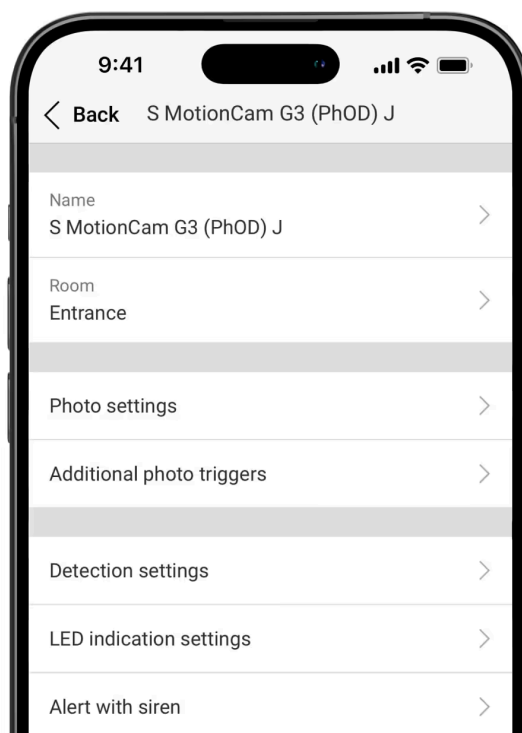 9:41
Back S MotionCam G3 (PhOD) J
Name
S MotionCam G3 (PhOD) J
Room
Entrance
Photo settings
Additional photo triggers
Detection settings
LED indication settings
Alert with siren